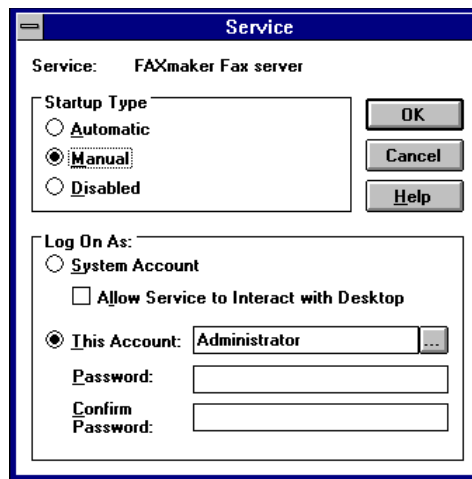 Service
Service: FAXmaker Fax server
Startup Type
Automatic
Manual
Disabled
OK
Cancel
Help
Log On As:
System Account
Allow Service to Interact with Desktop
This Account: Administrator ...
Password:
Confirm
Password: